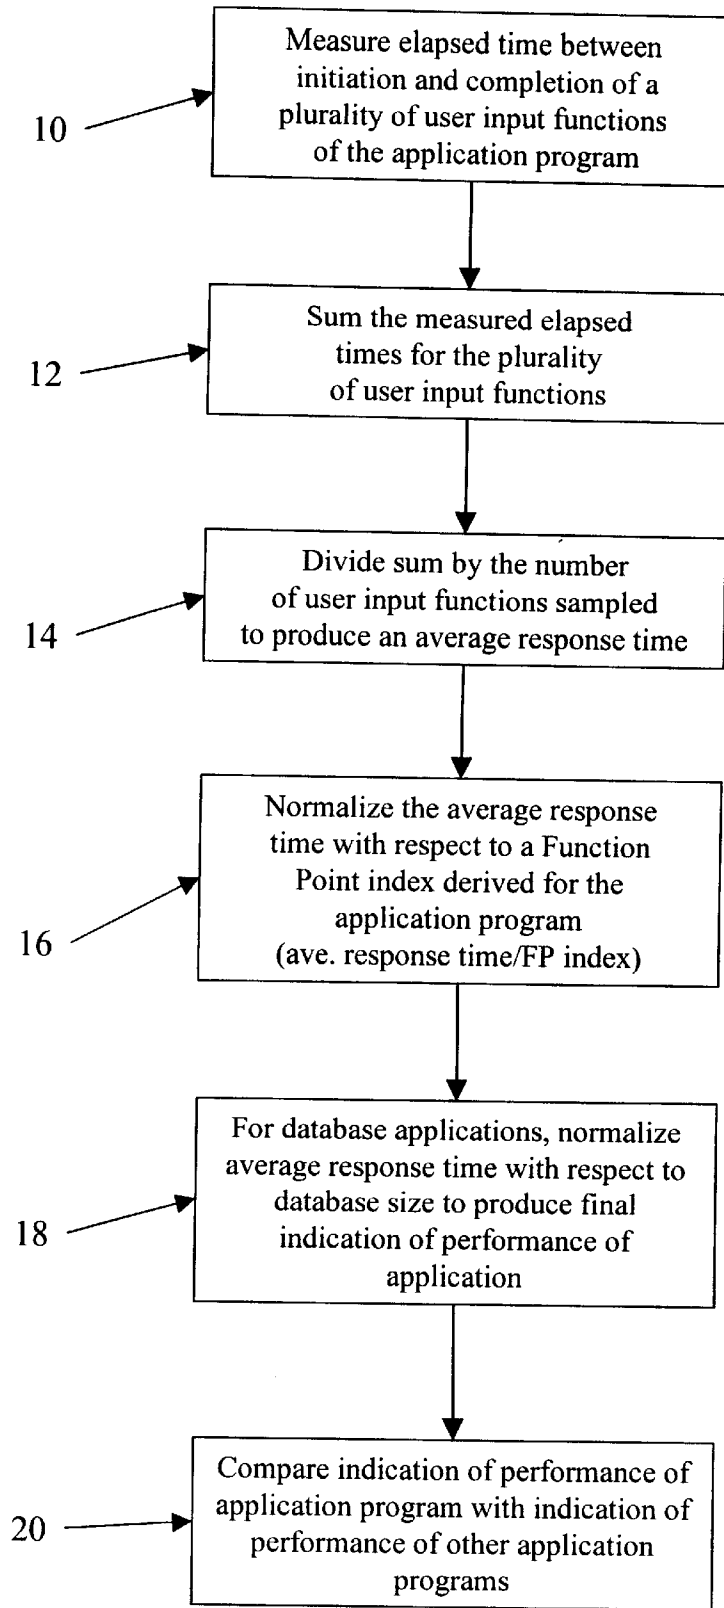 Measure elapsed time between
initiation and completion of a
plurality of user input functions
of the application program
10
Sum the measured elapsed
times for the plurality
of user input functions
12
Divide sum by the number
of user input functions sampled
to produce an average response time
14
Normalize the average response
time with respect to a Function
Point index derived for the
application program
(ave. response time/FP index)
16
For database applications, normalize
average response time with respect to
database size to produce final
indication of performance of
application
18
Compare indication of performance of
application program with indication of
performance of other application
programs
20